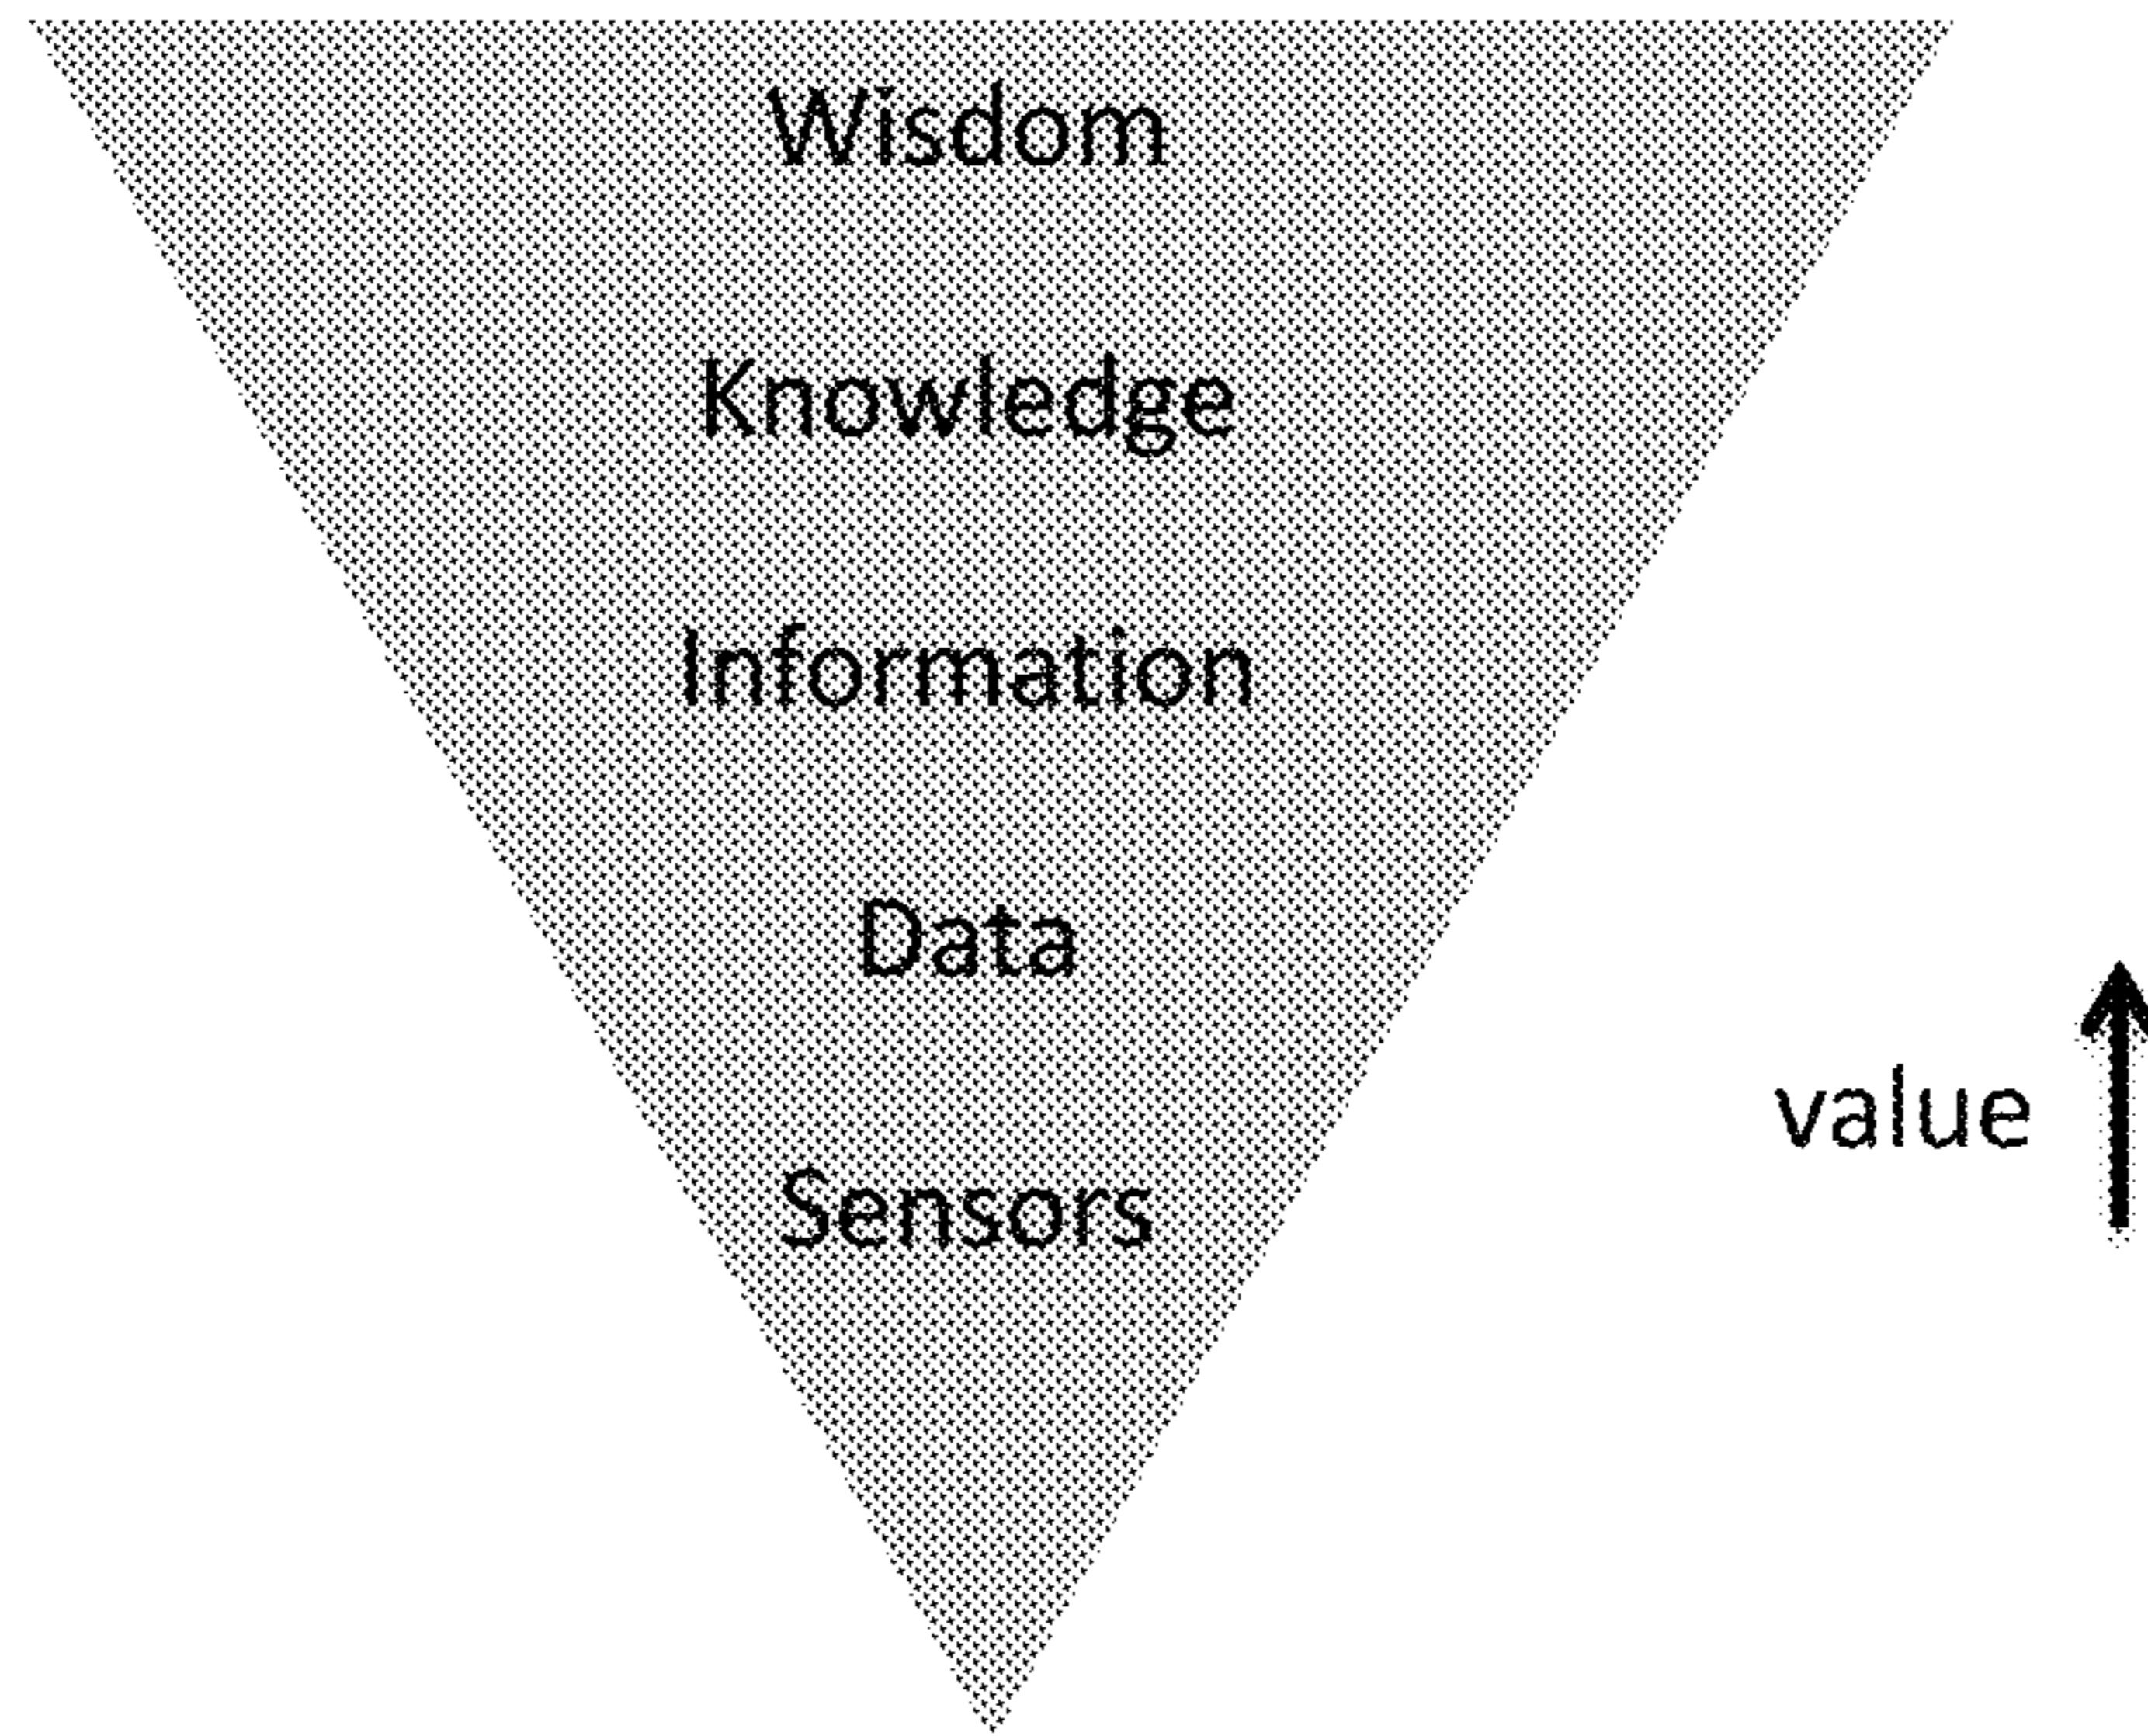 Wisdom
Knowledge
Information
Data
Sensors
value